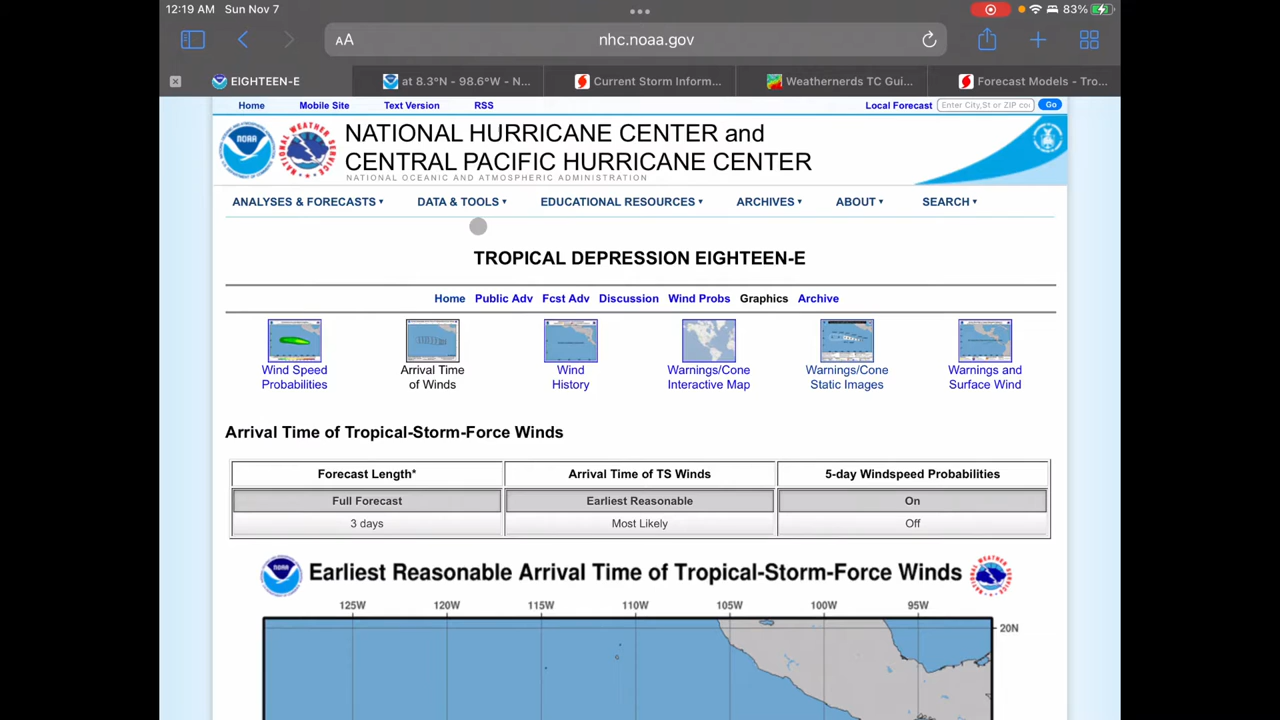 12:19 AM Sun Nov 7
83%
AA
nhc.noaa.gov
EIGHTEEN-E
at 8.3°N - 98.6°W - N...
Current Storm Inform...
Weathernerds TC Gui...
Forecast Models - Tro...
Home Mobile Site Text Version RSS
Local Forecast Enter City,St or ZIP coc Go
NOAA
NATIONAL HURRICANE CENTER and
CENTRAL PACIFIC HURRICANE CENTER
NATIONAL OCEANIC AND ATMOSPHERIC ADMINISTRATION
ANALYSES & FORECASTS DATA & TOOLS EDUCATIONAL RESOURCES ARCHIVES ABOUT SEARCH
TROPICAL DEPRESSION EIGHTEEN-E
Home Public Adv Fcst Adv Discussion Wind Probs Graphics Archive
Wind Speed
Probabilities
Arrival Time
of Winds
Wind
History
Warnings/Cone
Interactive Map
Warnings/Cone
Static Images
Warnings and
Surface Wind
Arrival Time of Tropical-Storm-Force Winds
Forecast Length* Arrival Time of TS Winds 5-day Windspeed Probabilities
Full Forecast Earliest Reasonable On
3 days Most Likely Off
Earliest Reasonable Arrival Time of Tropical-Storm-Force Winds
125W 120W 115W 110W 105W 100W 95W
20N